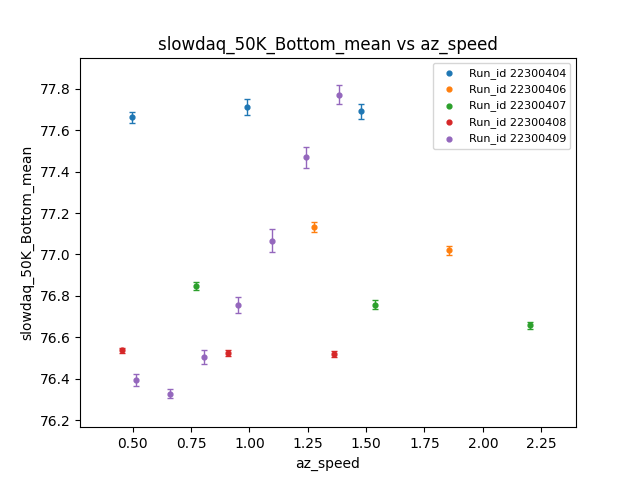 slowdaq_50K_Bottom_mean vs az_speed
Run_id 22300404
Run_id 22300406
Run_id 22300407
Run_id 22300408
Run_id 22300409
slowdaq_50K_Bottom_mean
77.8
77.6
77.4
77.2
77.0
76.8
76.6
76.4
76.2
0.50 0.75 1.00 1.25 1.50 1.75 2.00 2.25
az_speed